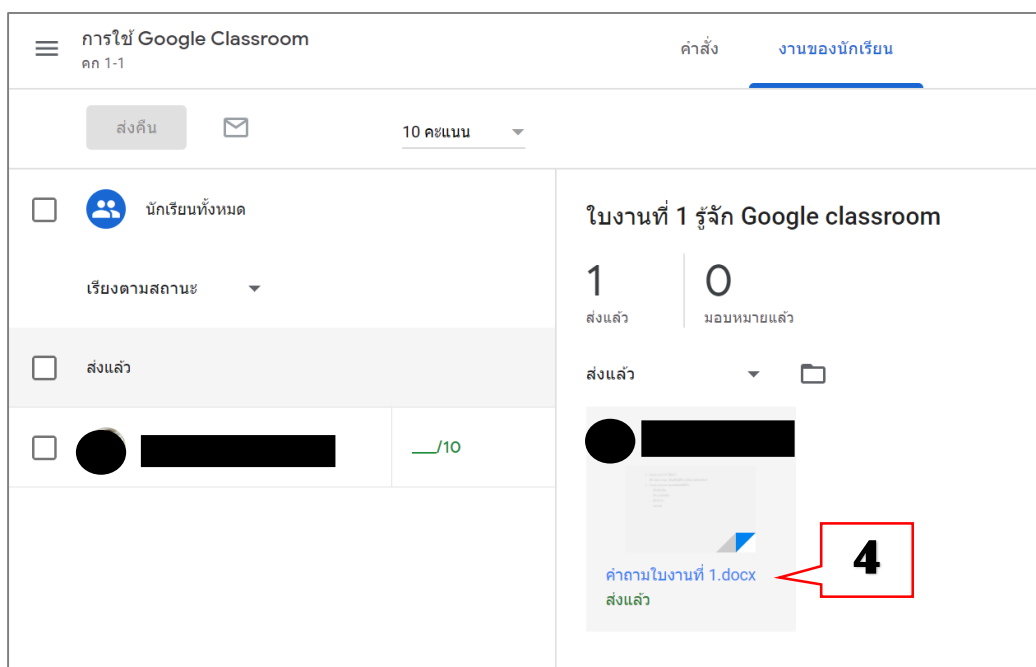 การใช้ Google Classroom
คก 1-1
คำสั่ง
งานของนักเรียน
ส่งคืน
10 คะแนน
นักเรียนทั้งหมด
เรียงตามสถานะ
ส่งแล้ว
__/10
ใบงานที่ 1 รู้จัก Google classroom
1
ส่งแล้ว
0
มอบหมายแล้ว
ส่งแล้ว
คำถามใบงานที่ 1.docx
ส่งแล้ว
4